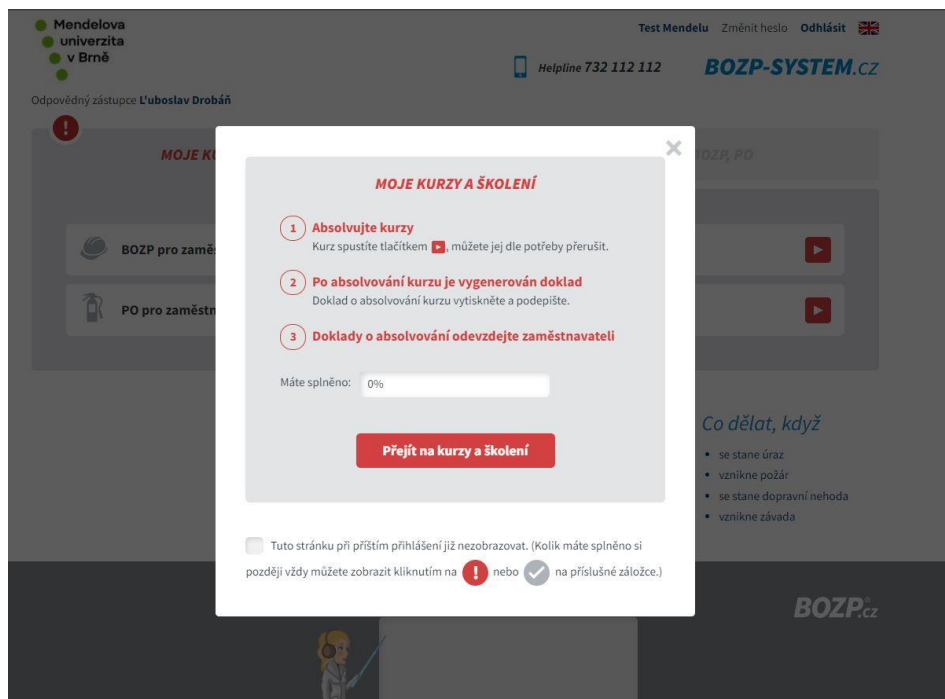 Mendelova
univerzita
v Brně
Test Mendelu Změnit heslo Odhlásit
Helpline 732 112 112
BOZP-SYSTEM.cz
Odpovědný zástupce L'uboslav Drobáň
MOJE KU
BOZP, PO
BOZP pro zaměs
PO pro zaměstn
MOJE KURZY A ŠKOLENÍ
1 Absolvujte kurzy
Kurz spustíte tlačítkem , můžete jej dle potřeby přerušit.
2 Po absolvování kurzu je vygenerován doklad
Doklad o absolvování kurzu vytiskněte a podepište.
3 Doklady o absolvování odevzdejte zaměstnavateli
Máte splněno: 0%
Přejít na kurzy a školení
Tuto stránku při příštím přihlášení již nezobrazovat. (Kolik máte splněno si
později vždy můžete zobrazit kliknutím na ! nebo na příslušné záložce.)
Co dělat, když
• se stane úraz
• vznikne požár
• se stane dopravní nehoda
• vznikne závada
BOZP.cz